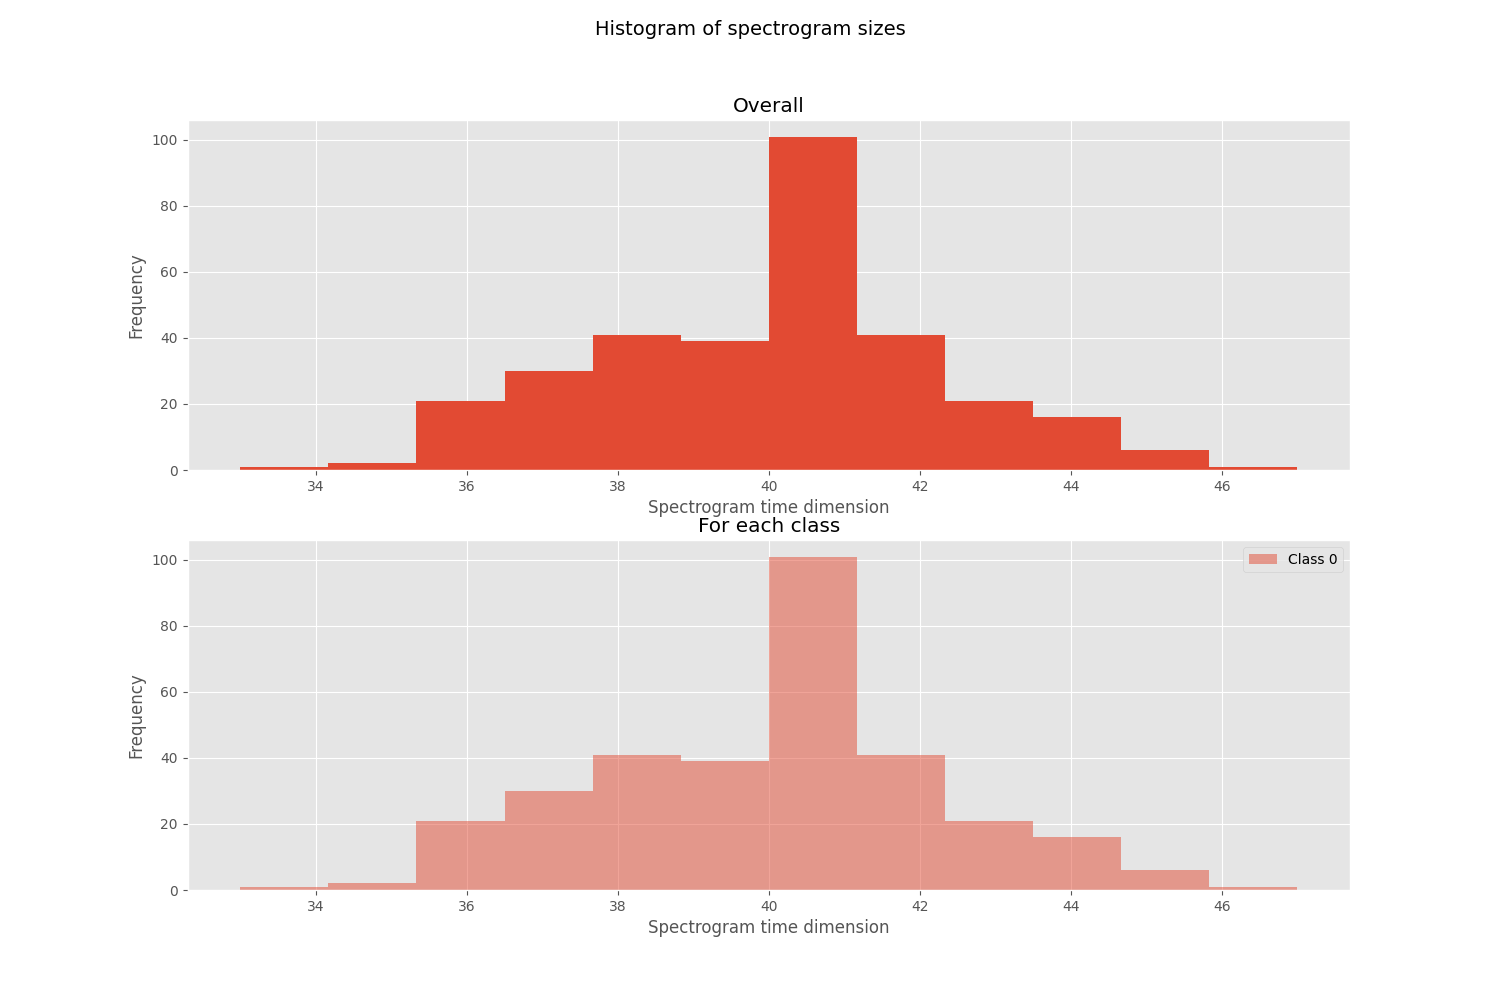 Histogram of spectrogram sizes
Overall
100
80
60
40
20
0
Frequency
34 36 38 40 42 44 46
Spectrogram time dimension
For each class
Class 0
100
80
60
40
20
0
Frequency
34 36 38 40 42 44 46
Spectrogram time dimension